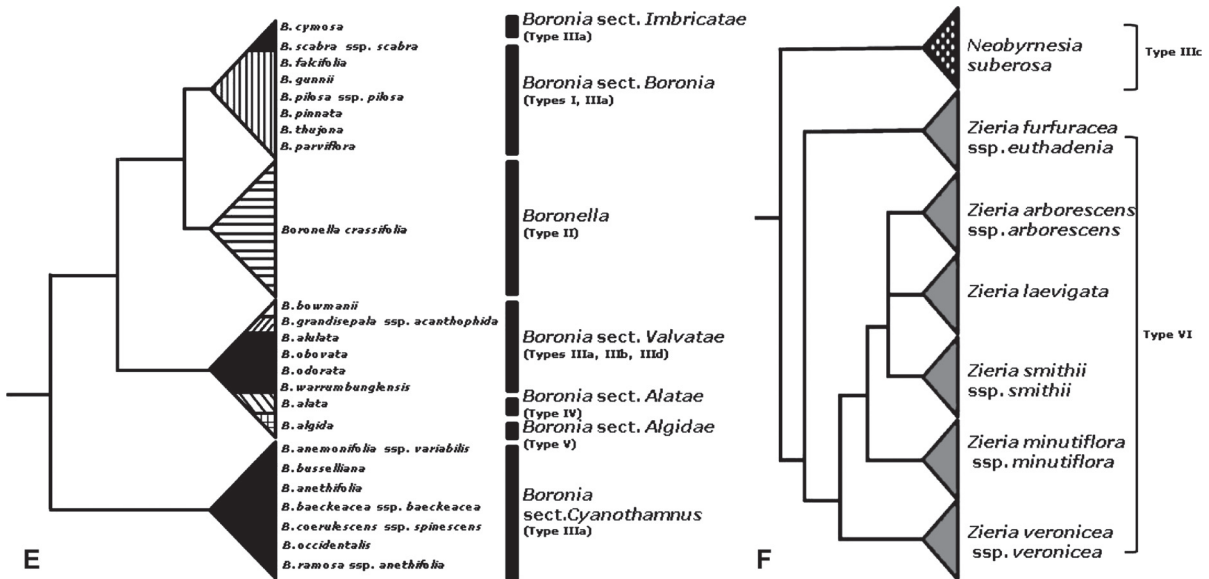 B. cymosa
B. scabra ssp. scabra
B. falcifolia
B. gunnii
B. pilosa ssp. pilosa
B. pinnata
B. thujona
B. parviflora
Boronella crassifolia
B. bowmanii
B. grandisepala ssp. acanthophida
B. alulata
B. obovata
B. odorata
B. warrumbunglensis
B. alata
B. algida
B. anemonifolia ssp. variabilis
B. busselliana
B. anethifolia
B. baeckeacea ssp. baeckeacea
B. coerulescens ssp. spinescens
B. occidentalis
B. ramosa ssp. anethifolia
Boronia sect. Imbricatae
(Type IIIa)
Boronia sect. Boronia
(Types I, IIIa)
Boronella
(Type II)
Boronia sect. Valvatae
(Types IIIa, IIIb, IIId)
Boronia sect. Alatae
(Type IV)
Boronia sect. Algidae
(Type V)
Boronia
sect.Cyanothamnus
(Type IIIa)
E
Neobyrnesia
suberosa
Type IIIc
Zieria furfuracea
ssp. euthadenia
Zieria arborescens
ssp. arborescens
Zieria laevigata
Type VI
Zieria smithii
ssp. smithii
Zieria minutiflora
ssp. minutiflora
Zieria veronicea
ssp. veronicea
F